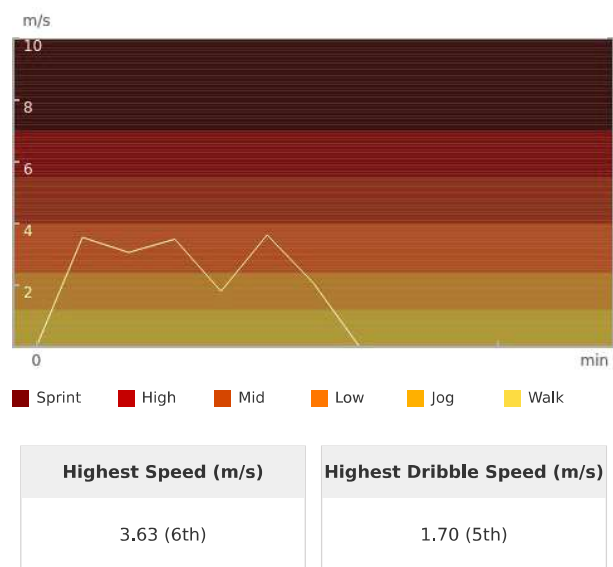 m/s
10
8
6
4
2
0 min
Sprint High Mid Low Jog Walk
Highest Speed (m/s) Highest Dribble Speed (m/s)
3.63 (6th) 1.70 (5th)